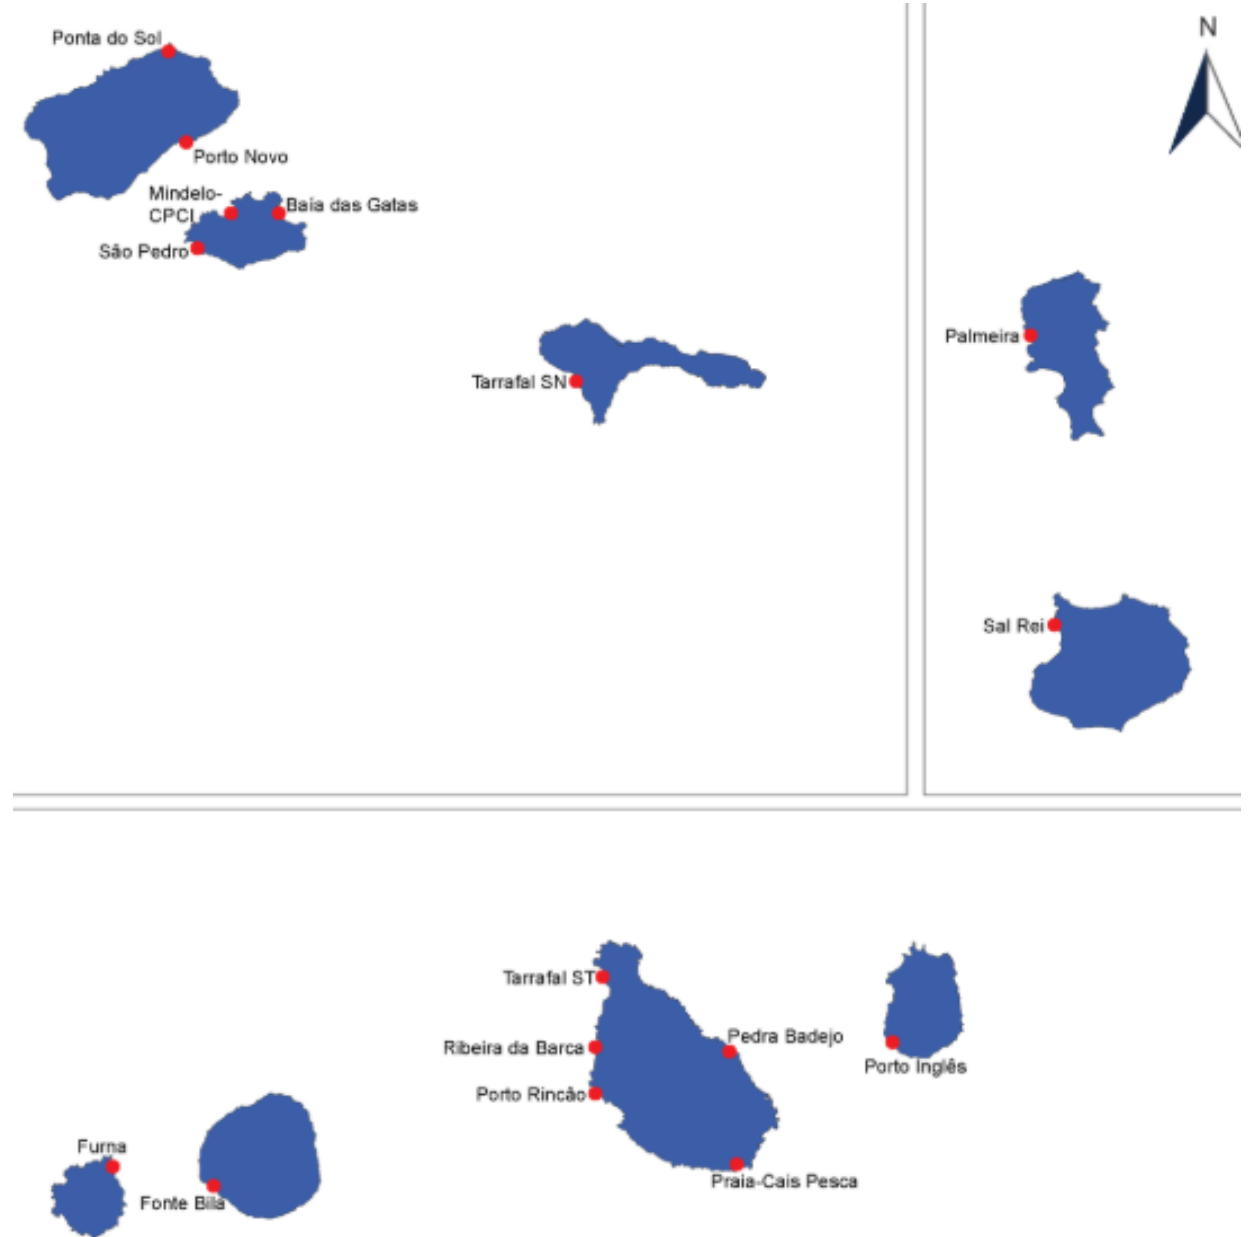 N
Ponta do Sol
Porto Novo
Mindelo-
CPCI
Baia das Gatas
São Pedro
Tarrafal SN
Palmeira
Sal Rei
Tarrafal ST
Ribeira da Barca
Pedra Badejo
Porto Inglês
Porto Rincão
Furna
Fonte Bila
Praia-Cais Pesca